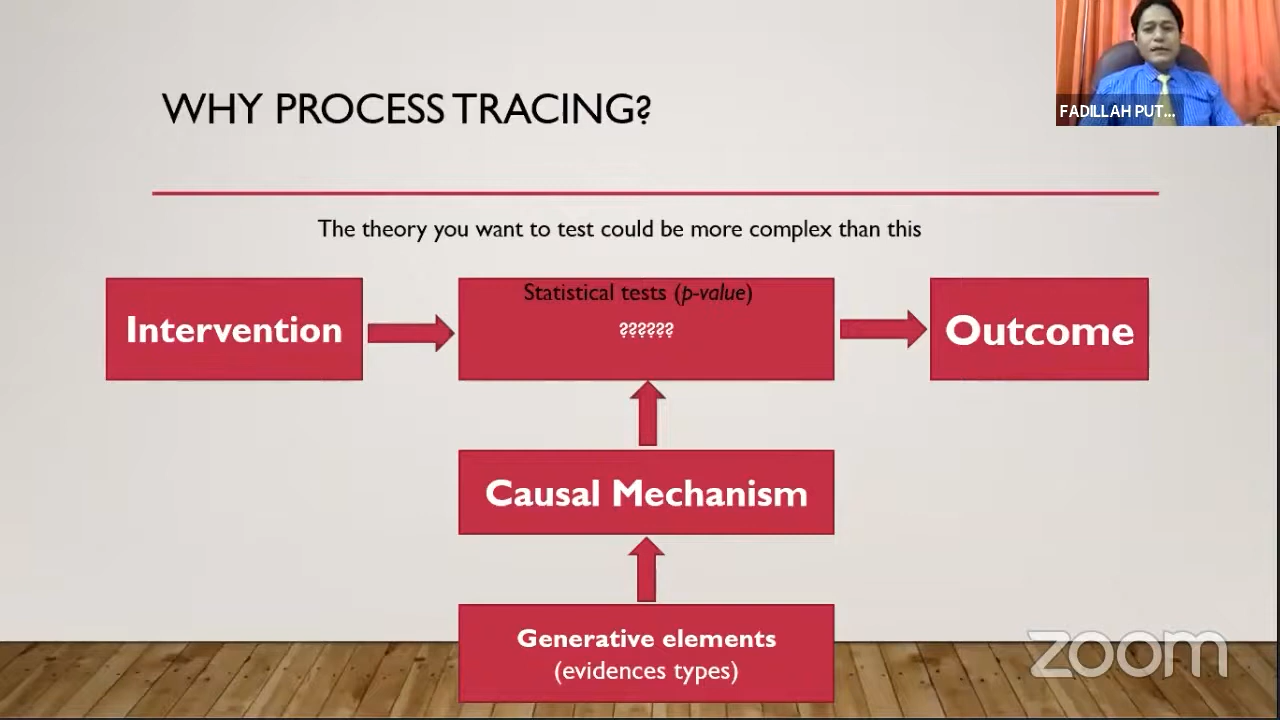 WHY PROCESS TRACING?
FADILLAH PUT...
The theory you want to test could be more complex than this
Intervention
Statistical tests (p-value)
??????
Outcome
Causal Mechanism
Generative elements
(evidences types)
zoom